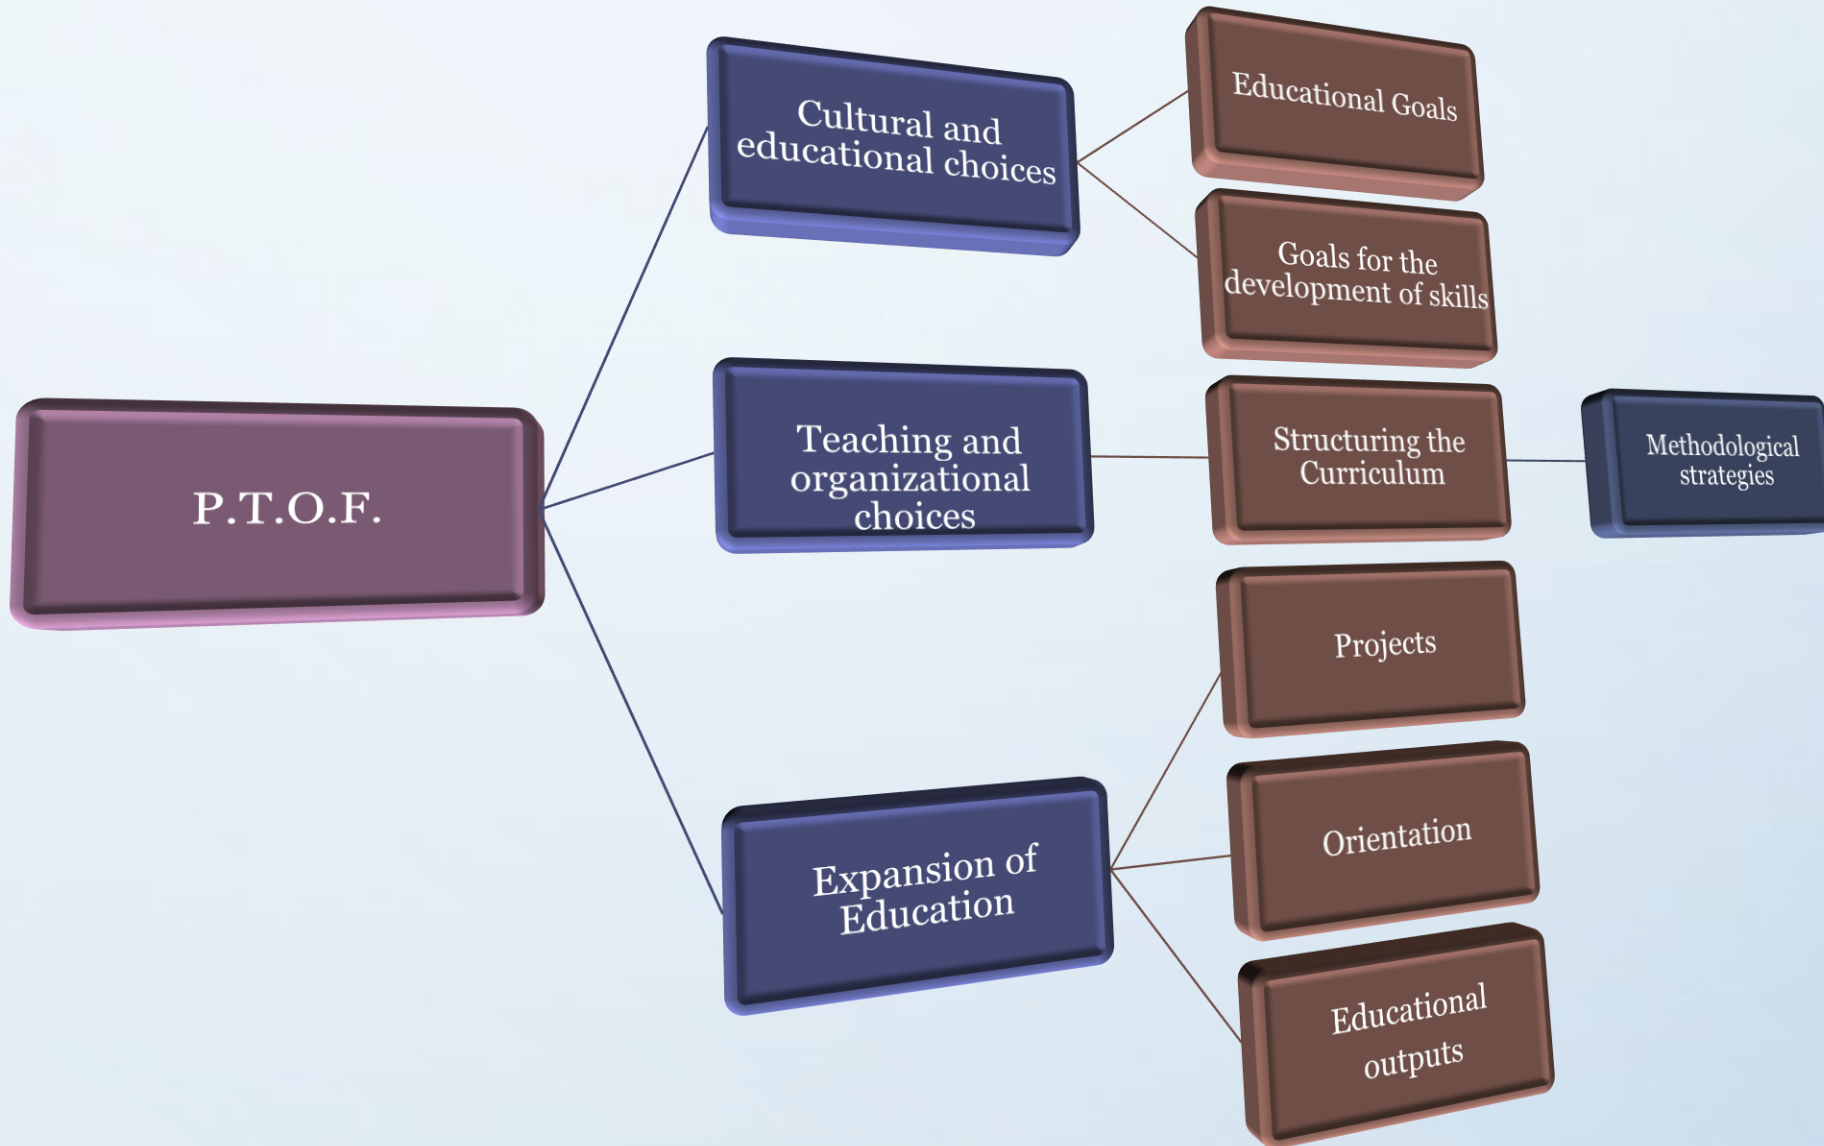 P.T.O.F.
Cultural and
educational choices
Educational Goals
Goals for the
development of skills
Teaching and
organizational
choices
Structuring the
Curriculum
Methodological
strategies
Expansion of
Education
Projects
Orientation
Educational
outputs